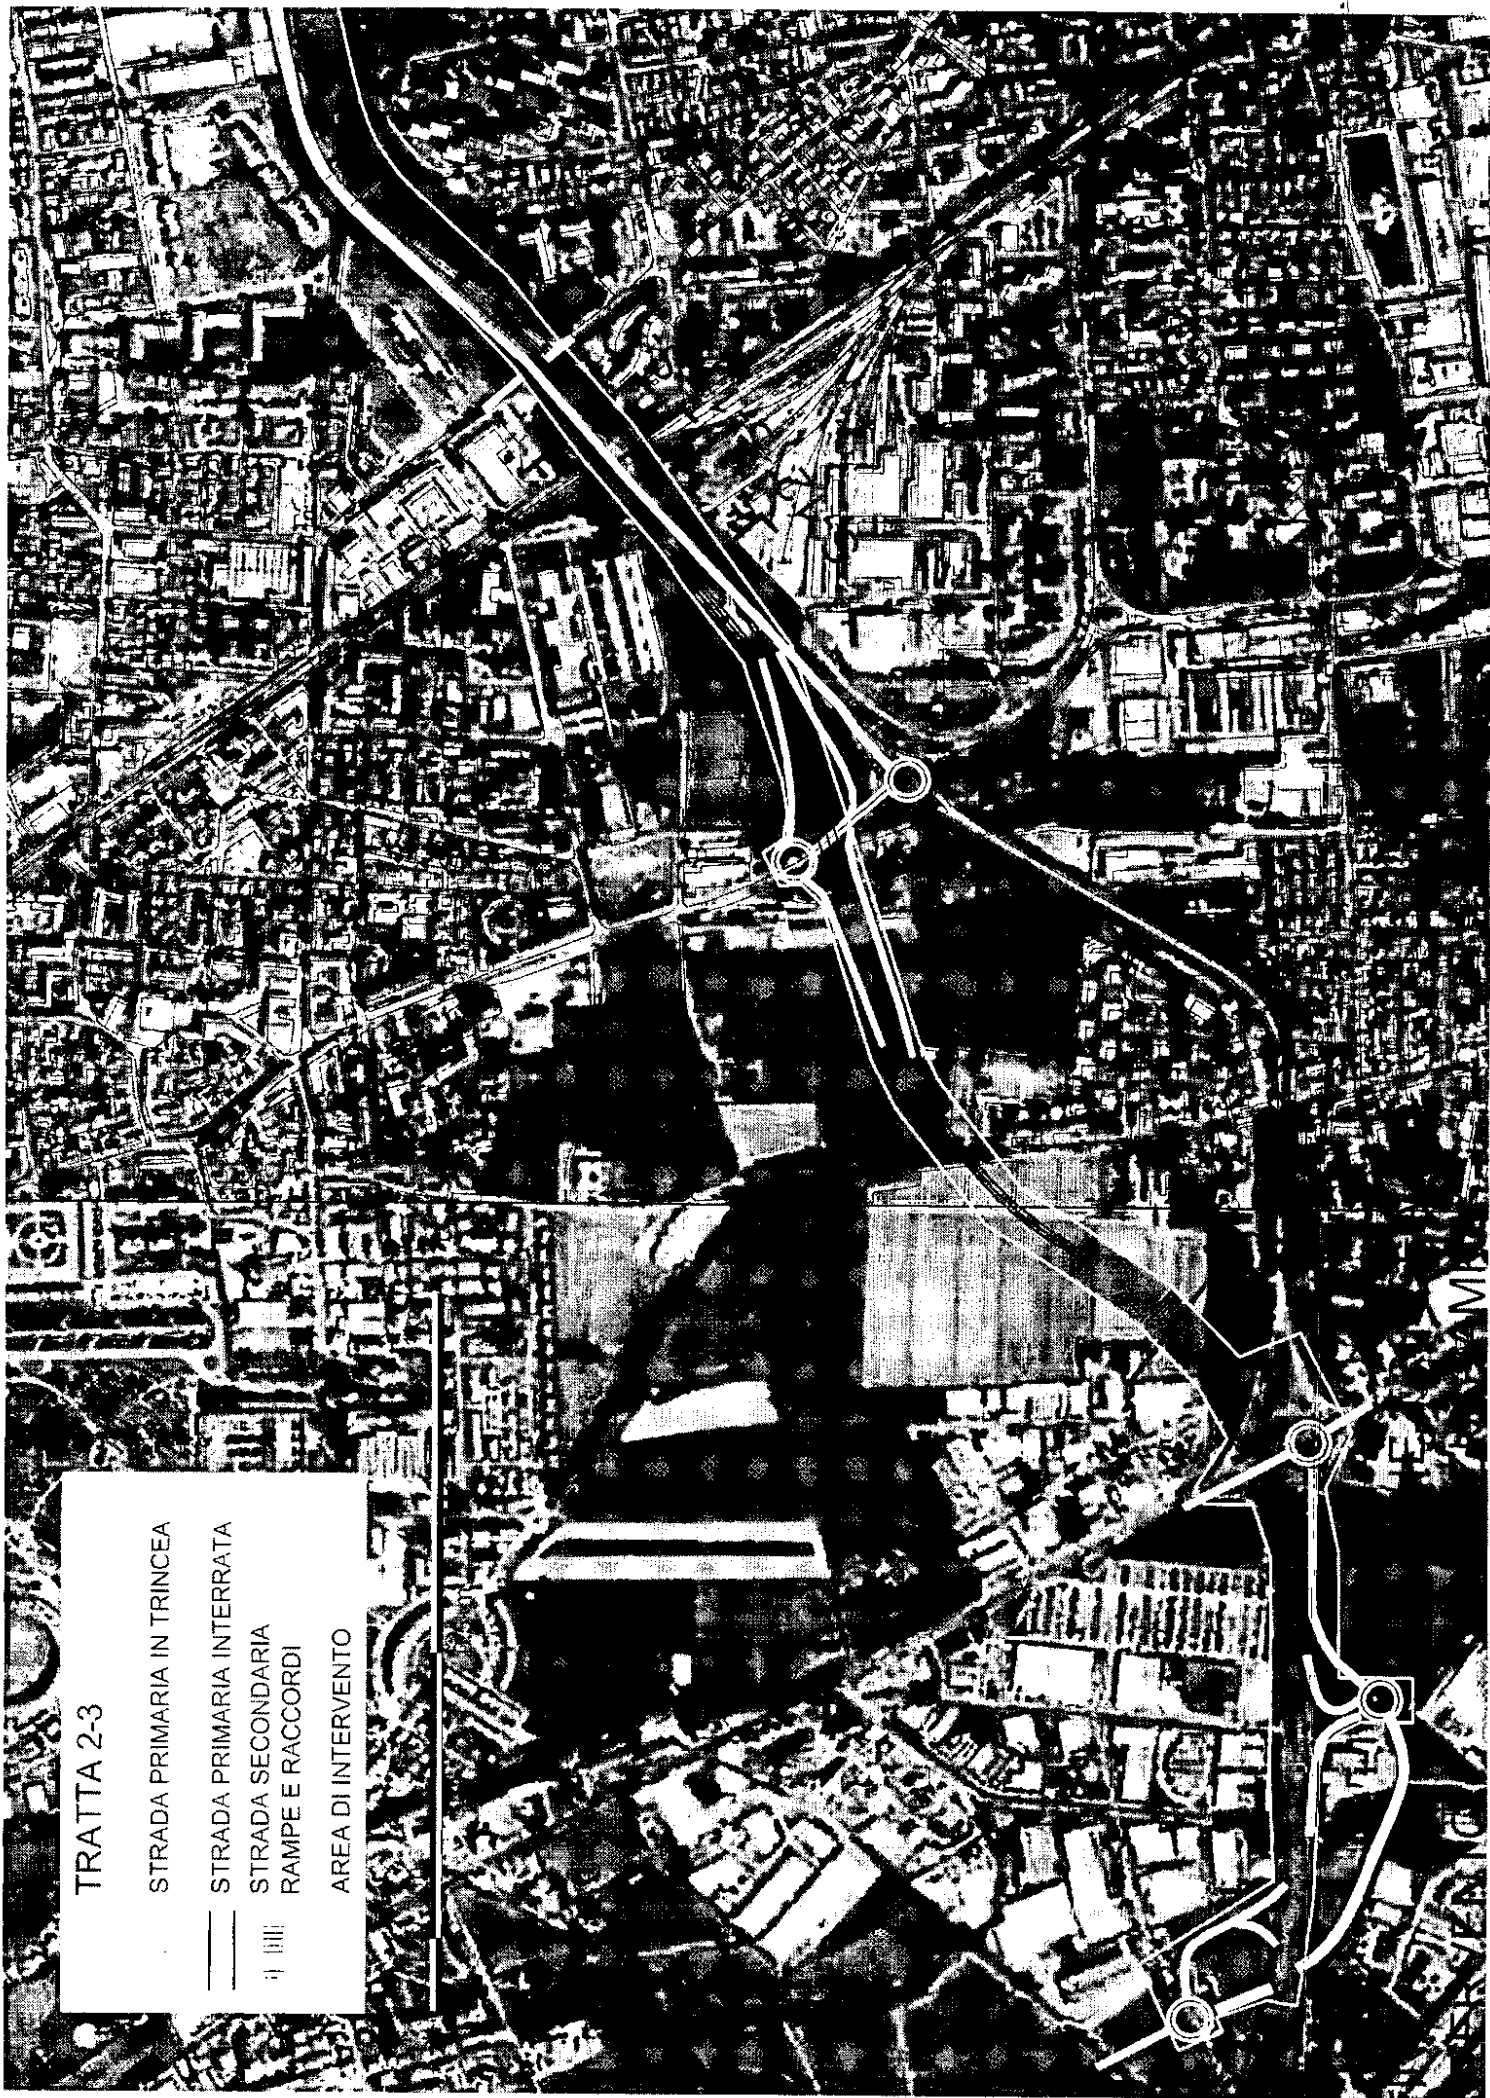 TRATTA 2-3
STRADA PRIMARIA IN TRINCEA
STRADA PRIMARIA INTERRATA
STRADA SECONDARIA
RAMPE E RACCORDI
AREA DI INTERVENTO